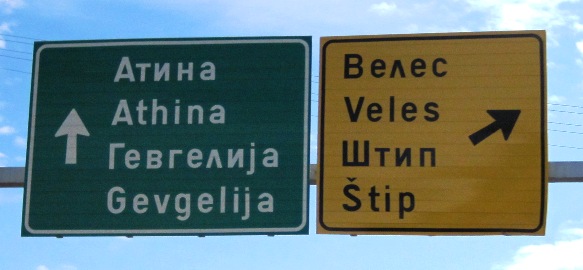 Атина
Athina
Гевгелија
Gevgelija
Велес
Veles
Штип
Štip